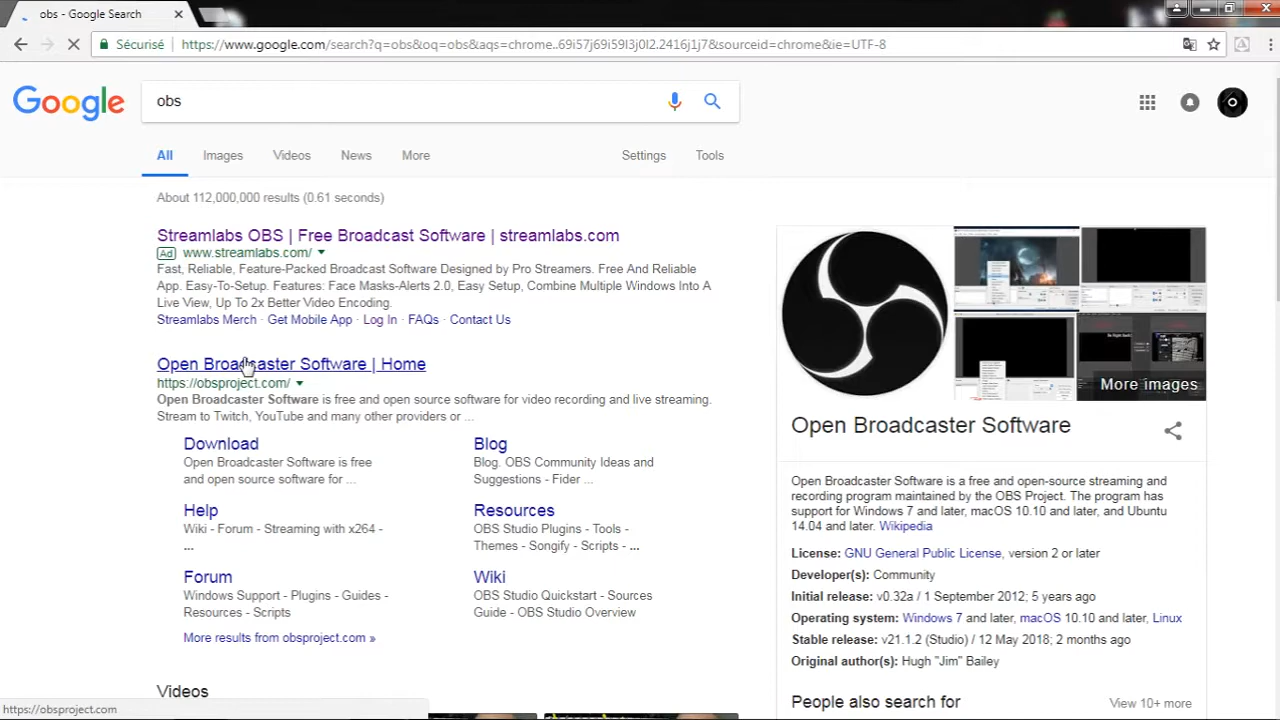 obs - Google Search
Sécurisé https://www.google.com/search?q=obs&oq=obs&aqs=chrome..69i57j69i59l3j0l2.2416j1j7&sourceid=chrome&ie=UTF-8
Google
obs
All Images Videos News More Settings Tools
About 112,000,000 results (0.61 seconds)
Streamlabs OBS | Free Broadcast Software | streamlabs.com
Ad www.streamlabs.com/
Fast, Reliable, Feature-Packed Broadcast Software Designed by Pro Streamers. Free And Reliable
App. Easy-To-Setup. Features: Face Masks-Alerts 2.0, Easy Setup, Combine Multiple Windows Into A
Live View, Up To 2x Better Video Encoding.
Streamlabs Merch · Get Mobile App · Log In · FAQs · Contact Us
Open Broadcaster Software | Home
https://obsproject.com/
Open Broadcaster Software is free and open source software for video recording and live streaming.
Stream to Twitch, YouTube and many other providers or ...
Download
Open Broadcaster Software is free
and open source software for ...
Blog
Blog. OBS Community Ideas and
Suggestions - Fider ...
Help
Wiki - Forum - Streaming with x264 -
...
Resources
OBS Studio Plugins - Tools -
Themes - Songify - Scripts - ...
Forum
Windows Support - Plugins - Guides -
Resources - Scripts
Wiki
OBS Studio Quickstart - Sources
Guide - OBS Studio Overview
More results from obsproject.com »
Videos
https://obsproject.com
More images
Open Broadcaster Software
Open Broadcaster Software is a free and open-source streaming and
recording program maintained by the OBS Project. The program has
support for Windows 7 and later, macOS 10.10 and later, and Ubuntu
14.04 and later. Wikipedia
License: GNU General Public License, version 2 or later
Developer(s): Community
Initial release: v0.32a / 1 September 2012; 5 years ago
Operating system: Windows 7 and later, macOS 10.10 and later, Linux
Stable release: v21.1.2 (Studio) / 12 May 2018; 2 months ago
Original author(s): Hugh "Jim" Bailey
People also search for View 10+ more